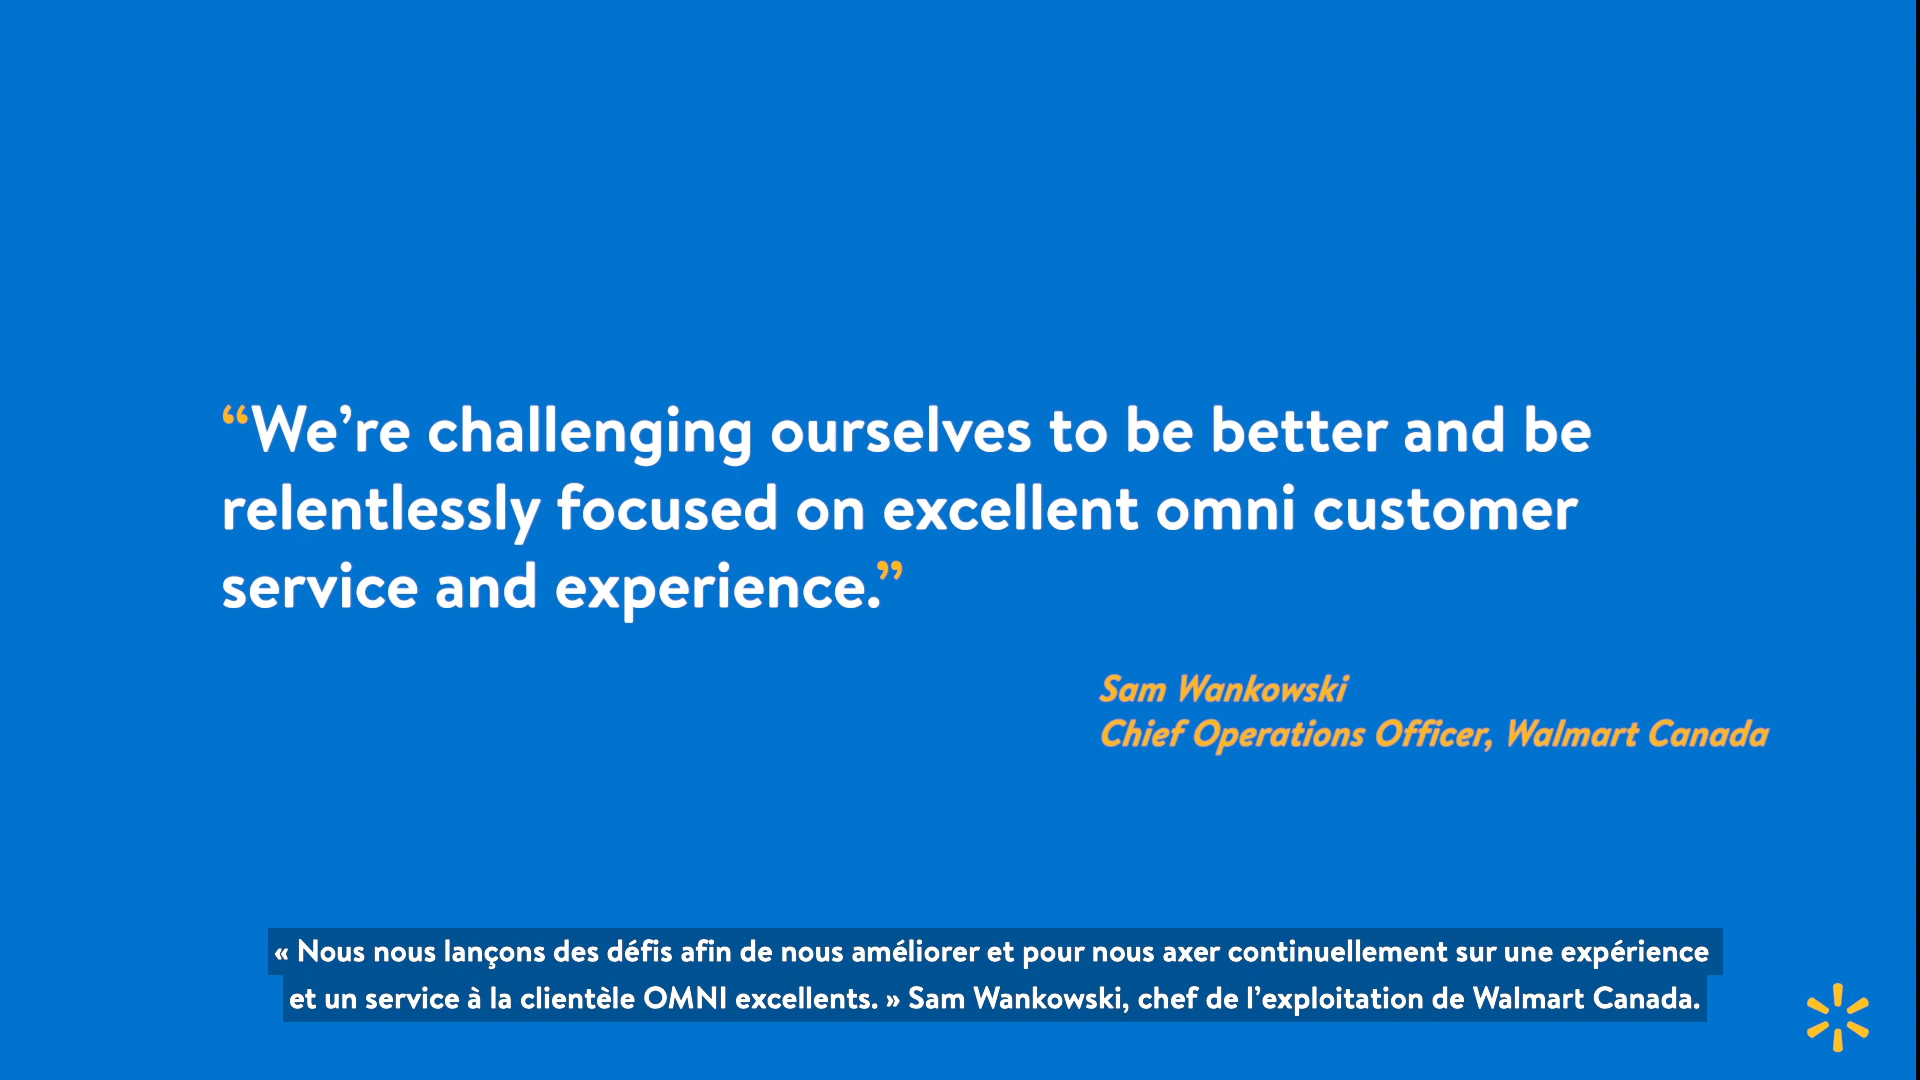 “We’re challenging ourselves to be better and be
relentlessly focused on excellent omni customer
service and experience.”
Sam Wankowski
Chief Operations Officer, Walmart Canada
« Nous nous lançons des défis afin de nous améliorer et pour nous axer continuellement sur une expérience
et un service à la clientèle OMNI excellents. » Sam Wankowski, chef de l’exploitation de Walmart Canada.